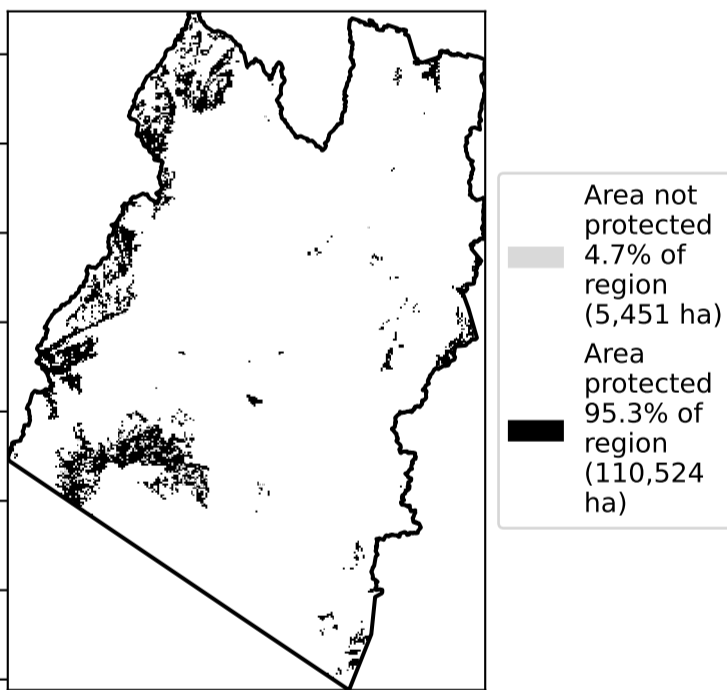 Area not
protected
4.7% of
region
(5,451 ha)
Area
protected
95.3% of
region
(110,524
ha)